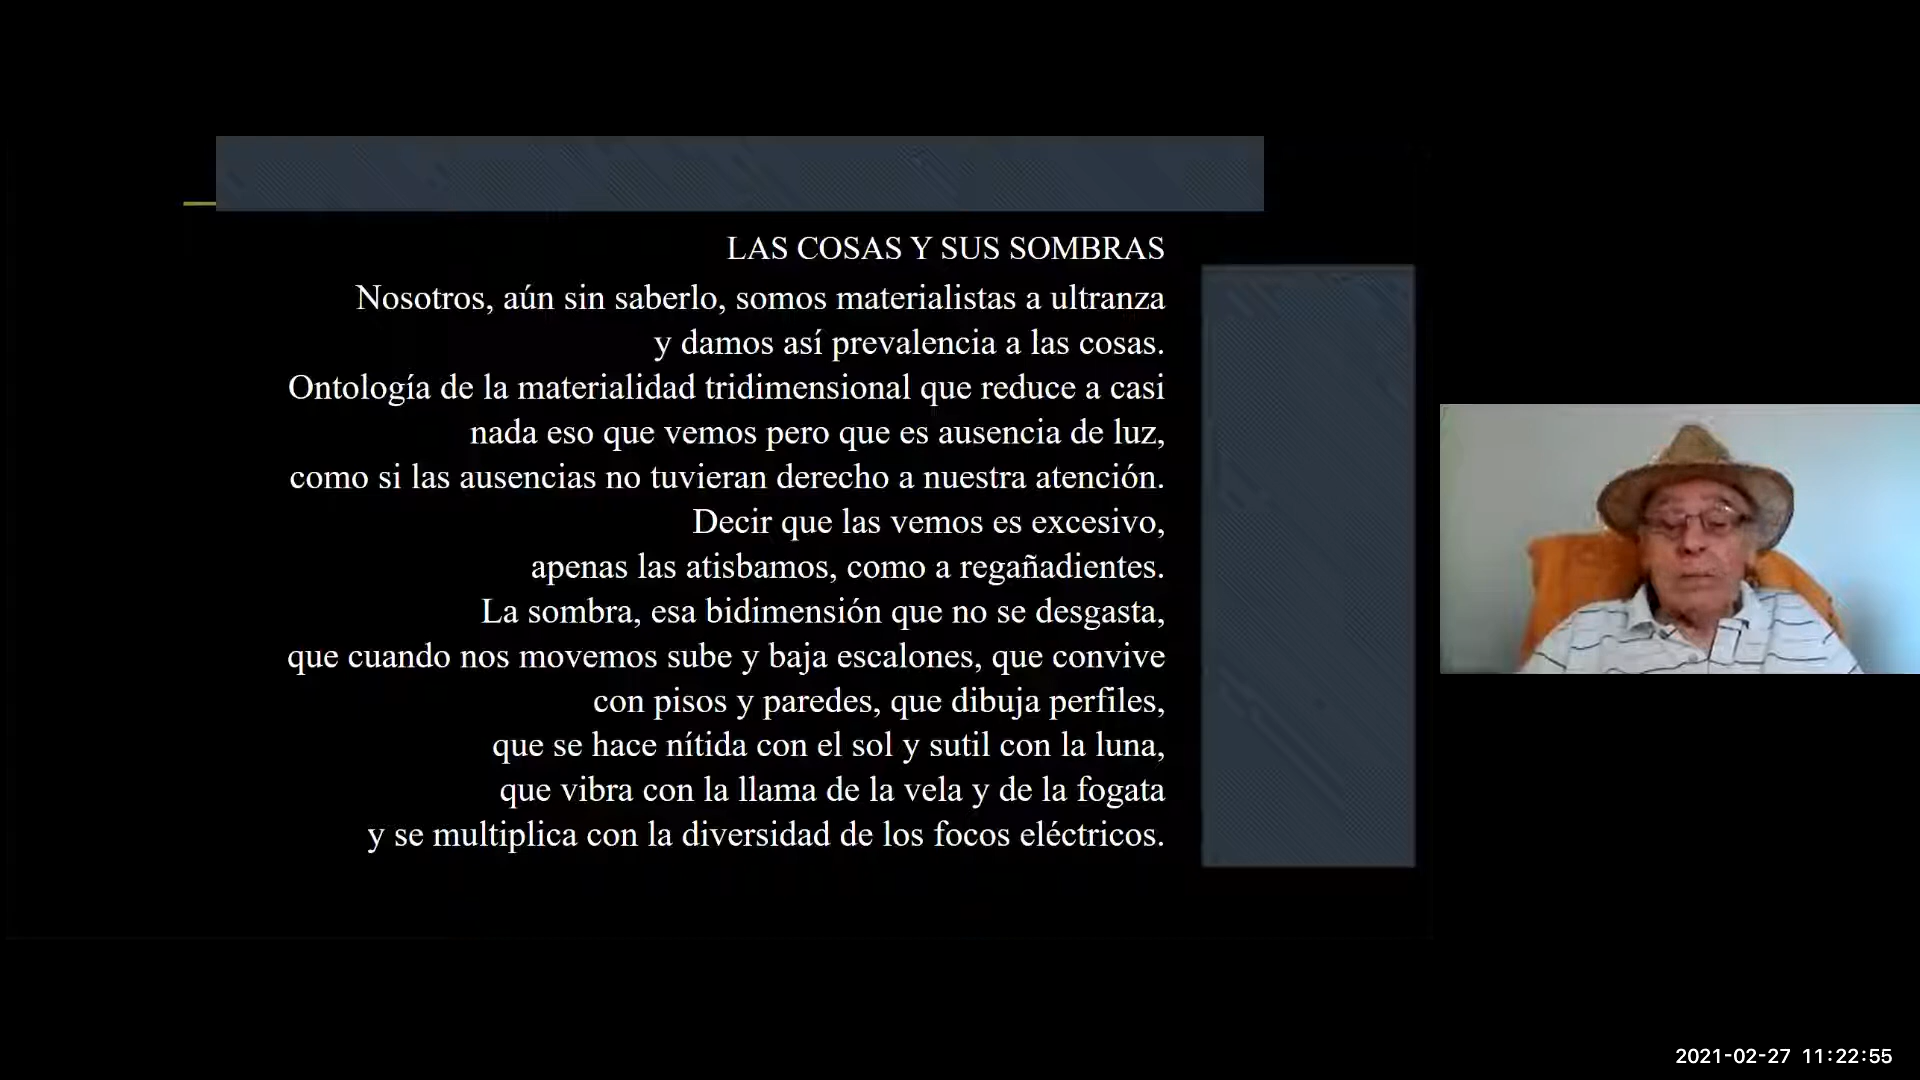 LAS COSAS Y SUS SOMBRAS
Nosotros, aún sin saberlo, somos materialistas a ultranza
y damos así prevalencia a las cosas.
Ontología de la materialidad tridimensional que reduce a casi
nada eso que vemos pero que es ausencia de luz,
como si las ausencias no tuvieran derecho a nuestra atención.
Decir que las vemos es excesivo,
apenas las atisbamos, como a regañadientes.
La sombra, esa bidimensión que no se desgasta,
que cuando nos movemos sube y baja escalones, que convive
con pisos y paredes, que dibuja perfiles,
que se hace nítida con el sol y sutil con la luna,
que vibra con la llama de la vela y de la fogata
y se multiplica con la diversidad de los focos eléctricos.
2021-02-27 11:22:55